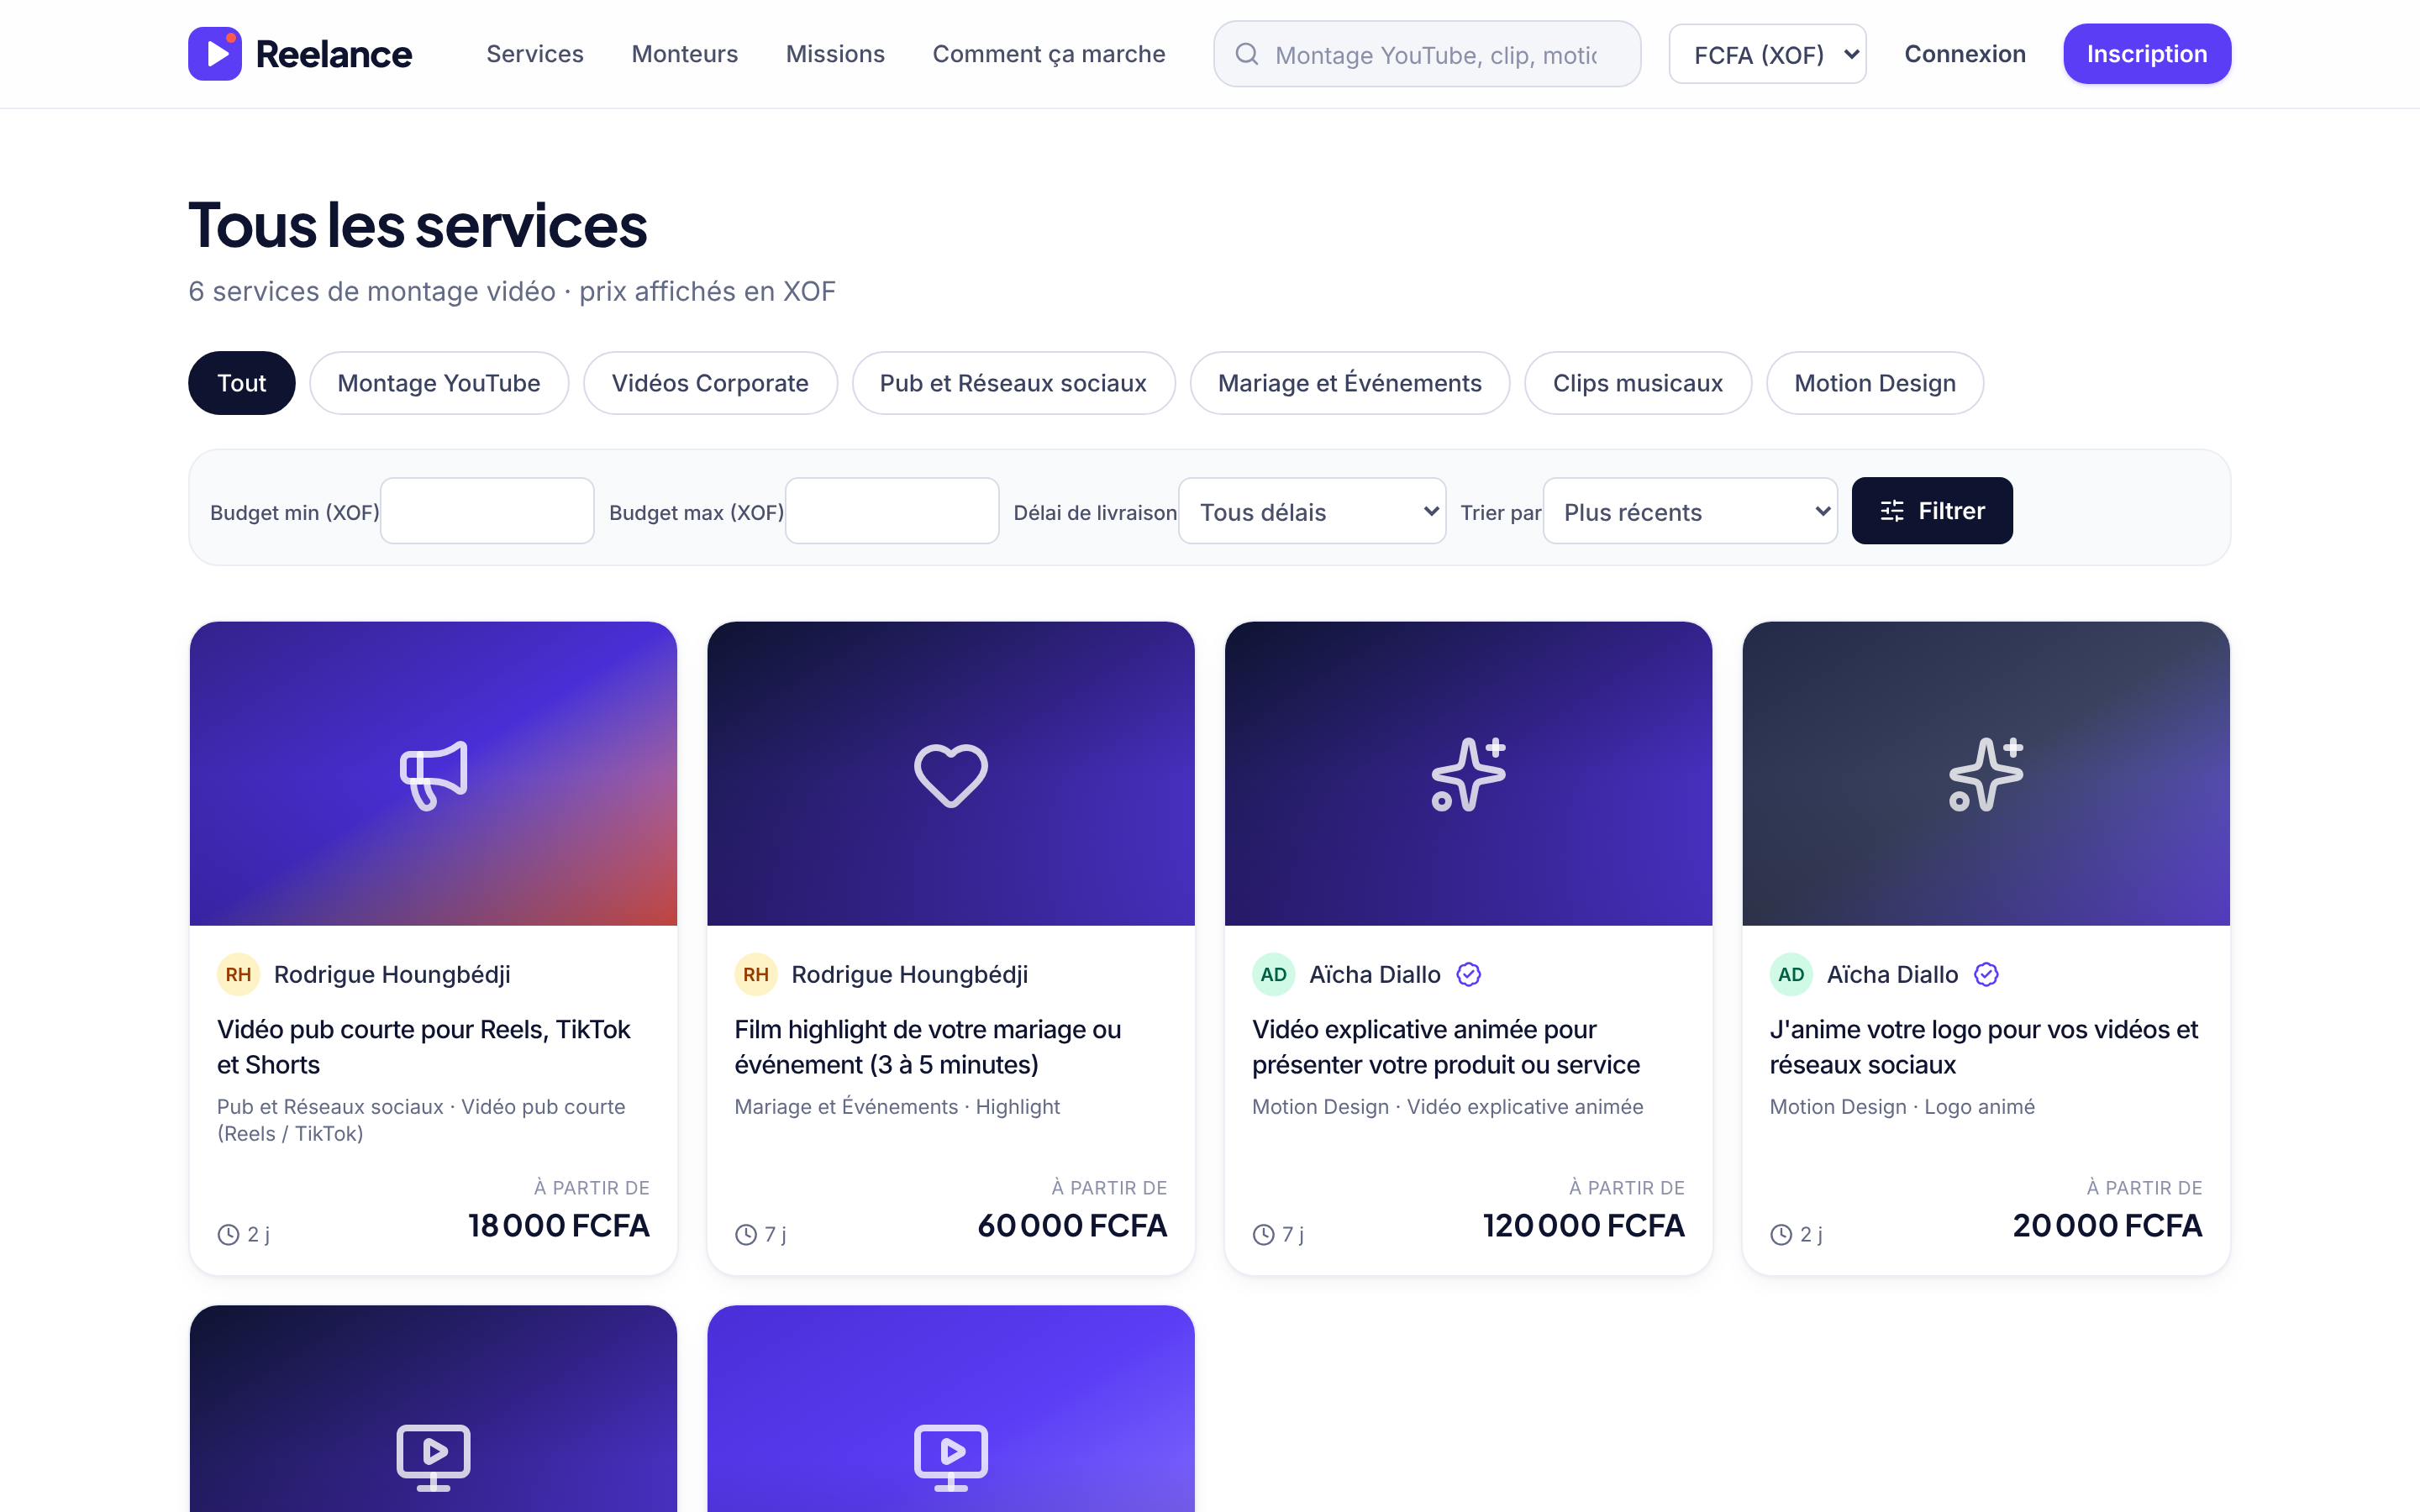 Reelance
Services
Monteurs
Missions
Comment ça marche
Montage YouTube, clip, motic
FCFA (XOF)
Connexion
Inscription
Tous les services
6 services de montage vidéo · prix affichés en XOF
Tout
Montage YouTube
Vidéos Corporate
Pub et Réseaux sociaux
Mariage et Événements
Clips musicaux
Motion Design
Budget min (XOF)
Budget max (XOF)
Délai de livraison
Tous délais
Trier par
Plus récents
Filtrer
RH
Rodrigue Houngbédji
Vidéo pub courte pour Reels, TikTok
et Shorts
Pub et Réseaux sociaux · Vidéo pub courte
(Reels / TikTok)
À PARTIR DE
2 j
18 000 FCFA
RH
Rodrigue Houngbédji
Film highlight de votre mariage ou
événement (3 à 5 minutes)
Mariage et Événements · Highlight
À PARTIR DE
7 j
60 000 FCFA
AD
Aïcha Diallo
Vidéo explicative animée pour
présenter votre produit ou service
Motion Design · Vidéo explicative animée
À PARTIR DE
7 j
120 000 FCFA
AD
Aïcha Diallo
J'anime votre logo pour vos vidéos et
réseaux sociaux
Motion Design · Logo animé
À PARTIR DE
2 j
20 000 FCFA